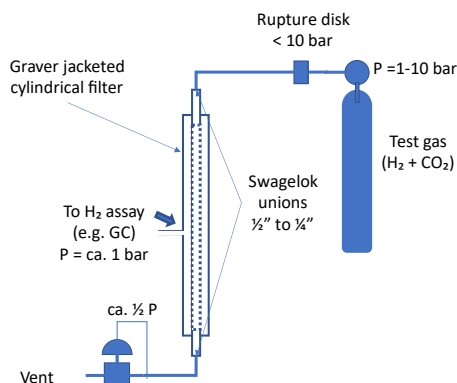 Rupture disk
< 10 bar
P =1-10 bar
Graver jacketed
cylindrical filter
Test gas
(H₂ + CO₂)
Swagelok
unions
½” to ¼”
To H₂ assay
(e.g. GC)
P = ca. 1 bar
ca. ½ P
Vent